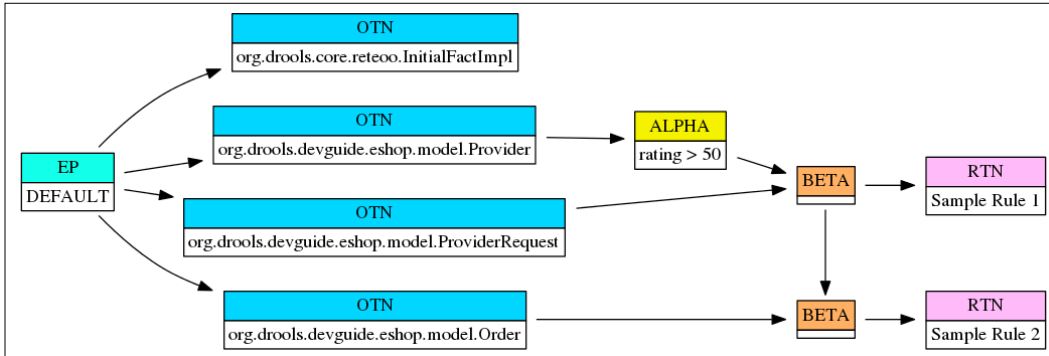 OTN
org.drools.core.reteoo.InitialFactImpl
OTN
org.drools.devguide.eshop.model.Provider
ALPHA
rating > 50
EP
DEFAULT
BETA
RTN
Sample Rule 1
OTN
org.drools.devguide.eshop.model.ProviderRequest
OTN
org.drools.devguide.eshop.model.Order
BETA
RTN
Sample Rule 2